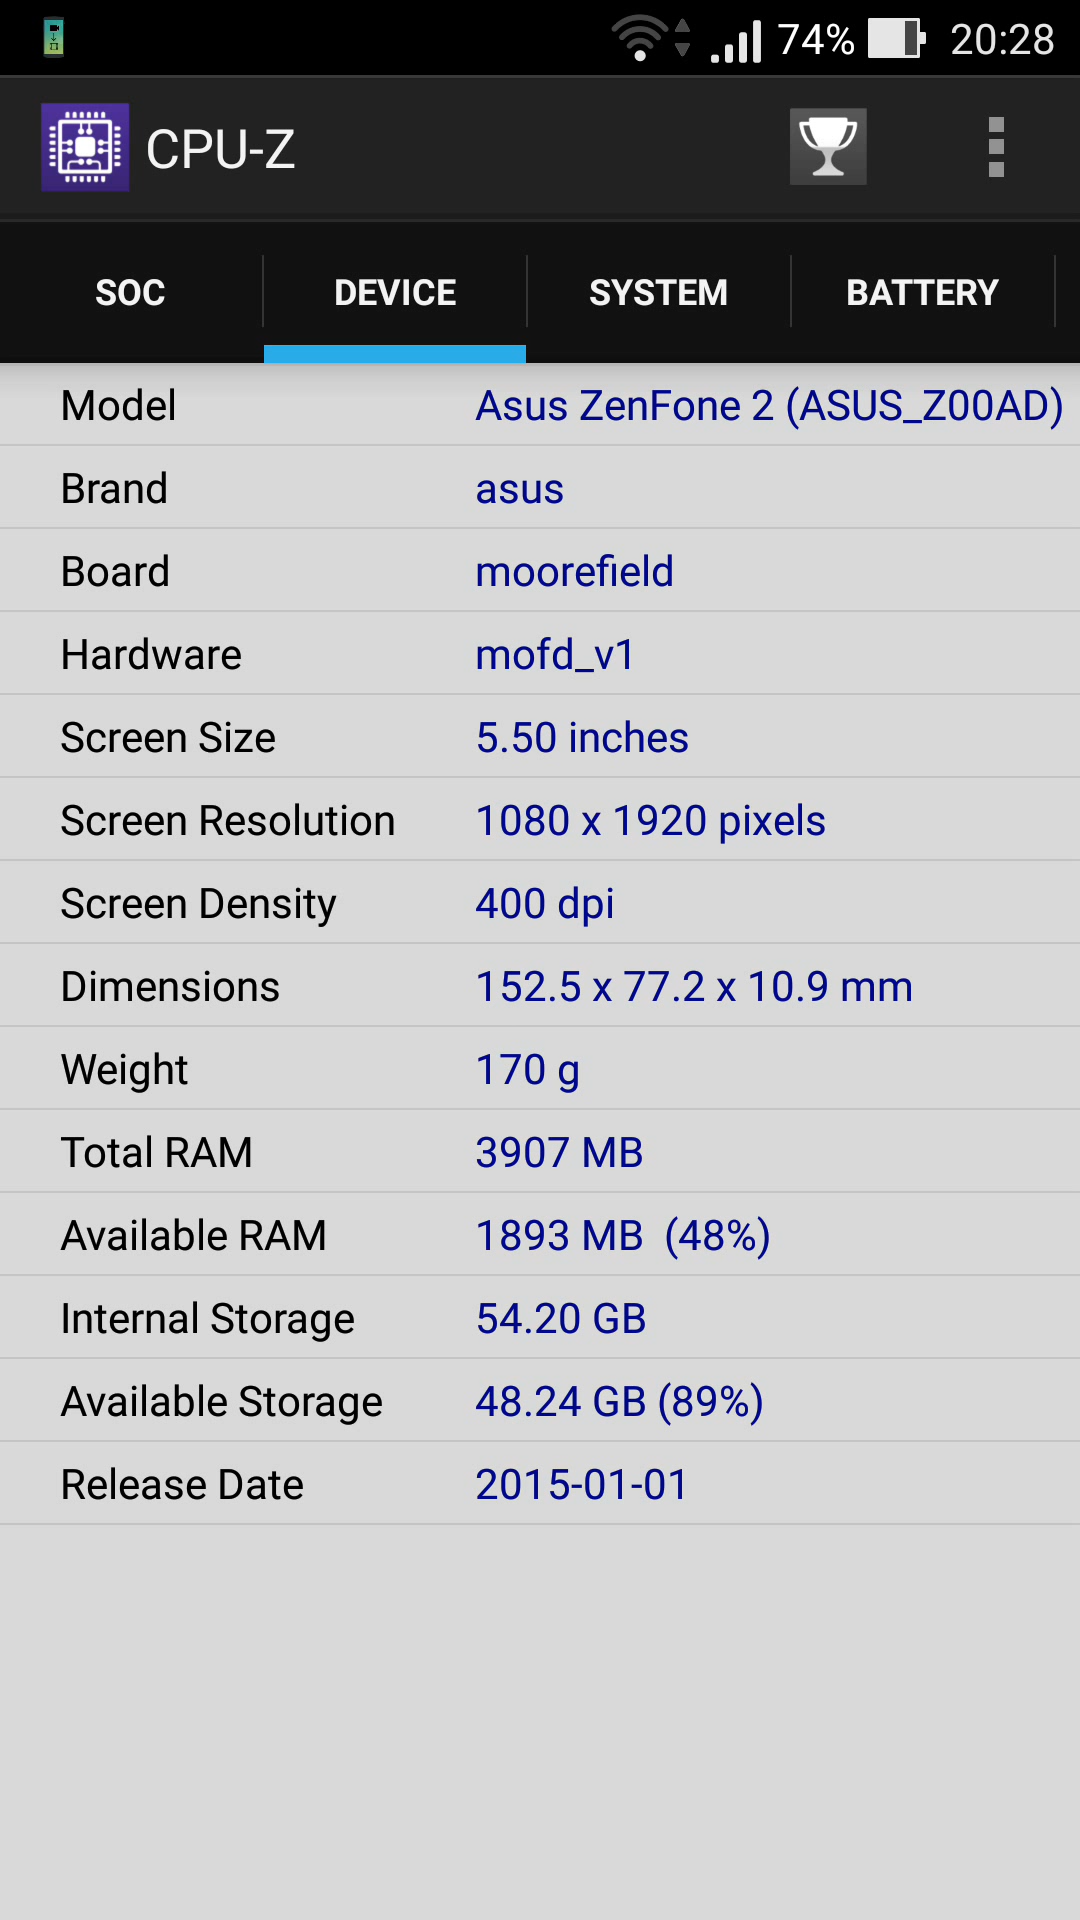 74% 20:28
CPU-Z
SOC DEVICE SYSTEM BATTERY
Model Asus ZenFone 2 (ASUS_Z00AD)
Brand asus
Board moorefield
Hardware mofd_v1
Screen Size 5.50 inches
Screen Resolution 1080 x 1920 pixels
Screen Density 400 dpi
Dimensions 152.5 x 77.2 x 10.9 mm
Weight 170 g
Total RAM 3907 MB
Available RAM 1893 MB (48%)
Internal Storage 54.20 GB
Available Storage 48.24 GB (89%)
Release Date 2015-01-01